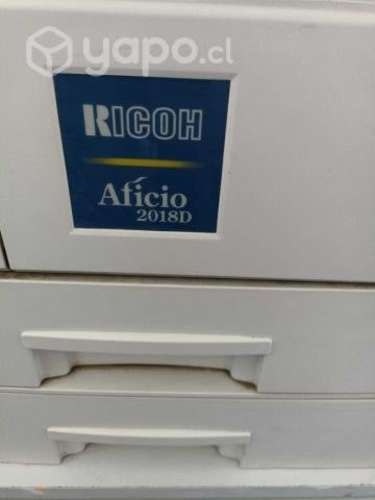 yapo.cl
RICOH
Aficio
2018D